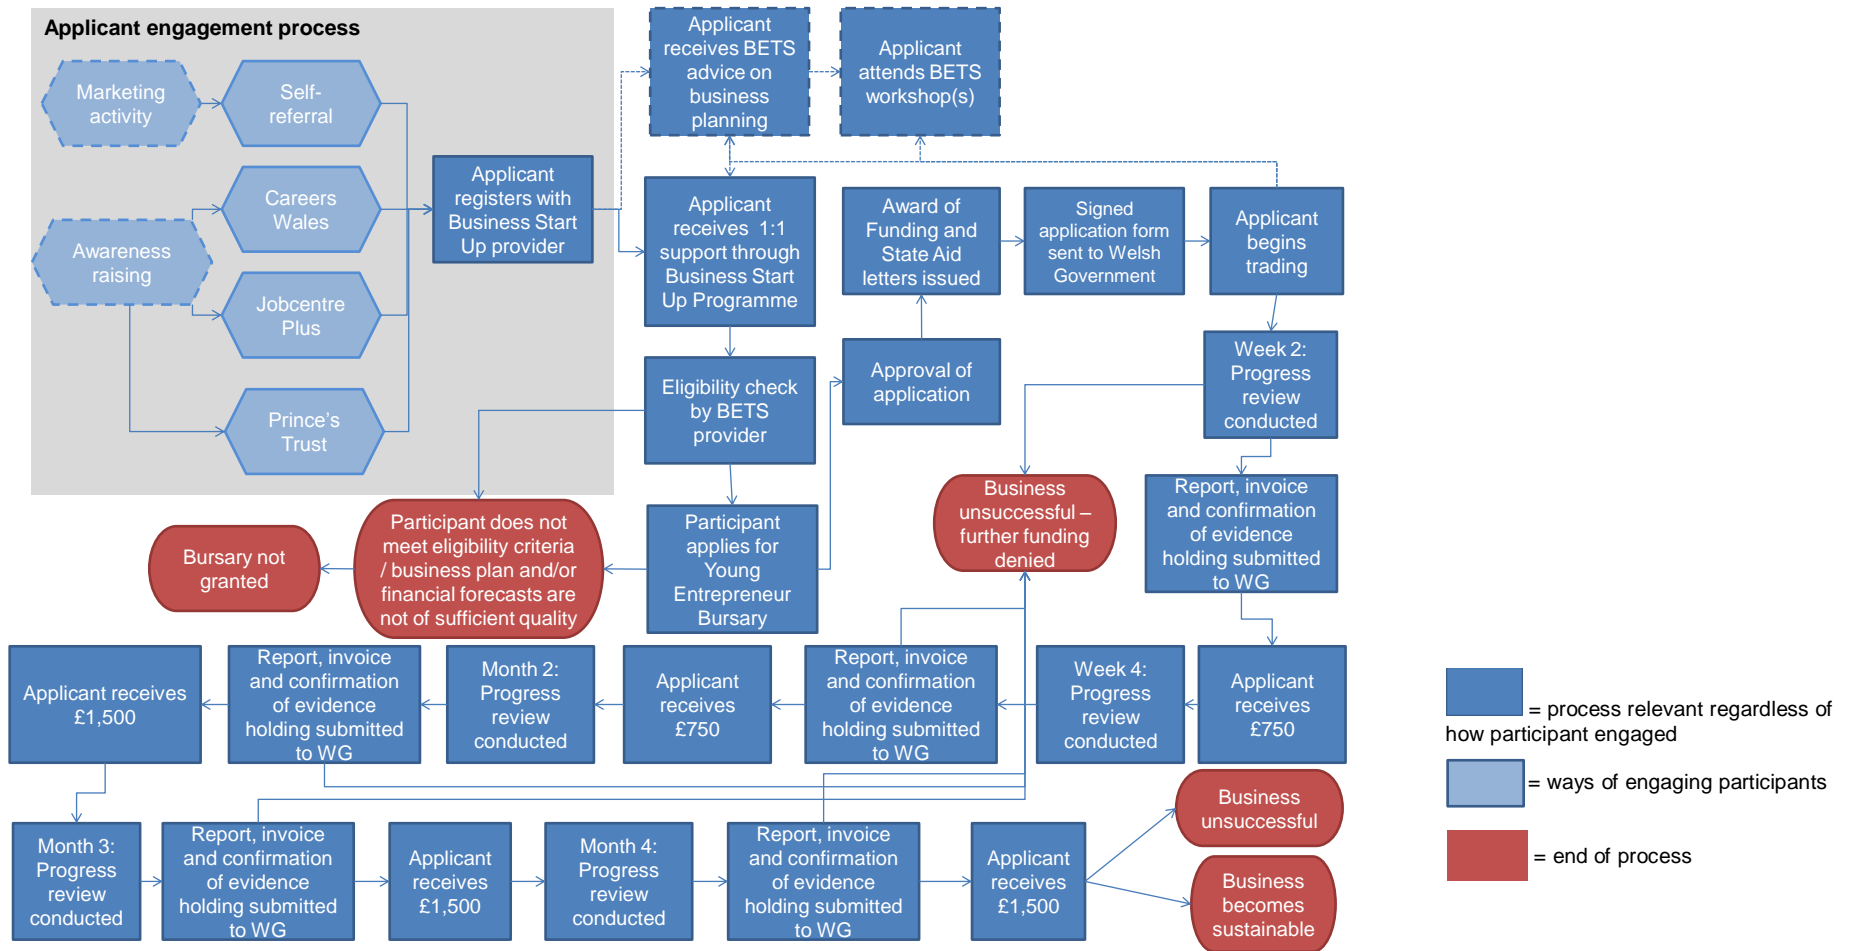 Applicant engagement process
Marketing
activity
Self-
referral
Careers
Wales
Awareness
raising
Jobcentre
Plus
Prince's
Trust
Applicant
registers with
Business Start
Up provider
Applicant
receives BETS
advice on
business
planning
Applicant
attends BETS
workshop(s)
Applicant
receives 1:1
support through
Business Start
Up Programme
Eligibility check
by BETS
provider
Participant
applies for
Young
Entrepreneur
Bursary
Participant does not
meet eligibility criteria
/ business plan and/or
financial forecasts are
not of sufficient quality
Bursary not
granted
Approval of
application
Award of
Funding and
State Aid
letters issued
Signed
application form
sent to Welsh
Government
Applicant
begins
trading
Week 2:
Progress
review
conducted
Business
unsuccessful –
further funding
denied
Report, invoice
and confirmation
of evidence
holding submitted
to WG
Applicant
receives
£750
Week 4:
Progress
review
conducted
Report, invoice
and confirmation
of evidence
holding submitted
to WG
Applicant
receives
£750
Month 2:
Progress
review
conducted
Report, invoice
and confirmation
of evidence
holding submitted
to WG
Applicant receives
£1,500
Month 3:
Progress
review
conducted
Report, invoice
and confirmation
of evidence
holding submitted
to WG
Applicant
receives
£1,500
Month 4:
Progress
review
conducted
Report, invoice
and confirmation
of evidence
holding submitted
to WG
Applicant
receives
£1,500
Business
unsuccessful
Business
becomes
sustainable
= process relevant regardless of
how participant engaged
= ways of engaging participants
= end of process